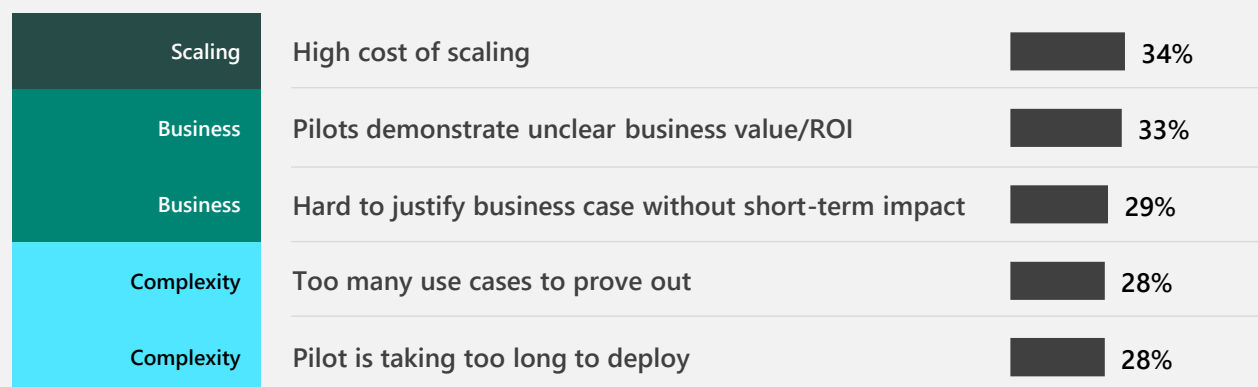 Scaling High cost of scaling 34%
Business Pilots demonstrate unclear business value/ROI 33%
Business Hard to justify business case without short-term impact 29%
Complexity Too many use cases to prove out 28%
Complexity Pilot is taking too long to deploy 28%